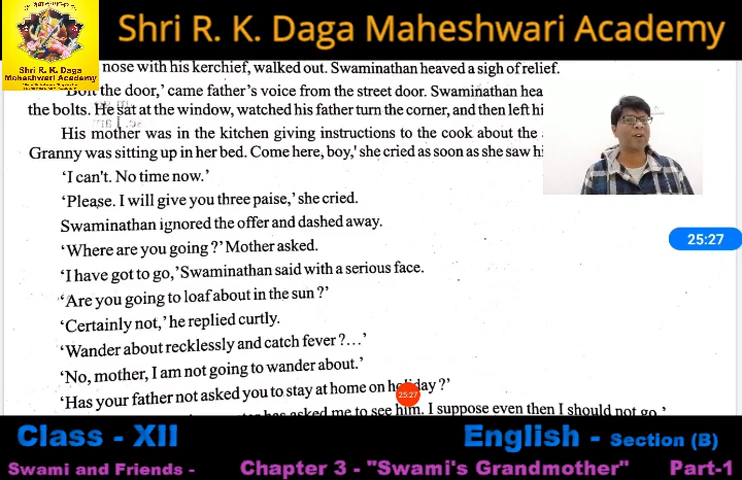 Shri R. K. Daga Maheshwari Academy
Shri R. K. Daga
Maheshwari Academy
nose with his kerchief, walked out. Swaminathan heaved a sigh of relief.
the door,' came father's voice from the street door. Swaminathan hea
the bolts. He sat at the window, watched his father turn the corner, and then left hi
His mother was in the kitchen giving instructions to the cook about the
Granny was sitting up in her bed. Come here, boy,' she cried as soon as she saw hi
'I can't. No time now.'
'Please. I will give you three paise,' she cried.
Swaminathan ignored the offer and dashed away.
25:27
'Where are you going?' Mother asked.
'I have got to go,' Swaminathan said with a serious face.
'Are you going to loaf about in the sun?'
'Certainly not,' he replied curtly.
'Wander about recklessly and catch fever?...'
'No, mother, I am not going to wander about.'
'Has your father not asked you to stay at home on holiday?'
25:27
has asked me to see him. I suppose even then I should not go.'
Class - XII
English - Section (B)
Swami and Friends -
Chapter 3 - "Swami's Grandmother"
Part-1